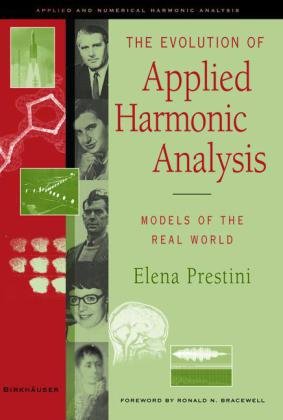 APPLIED AND NUMERICAL HARMONIC ANALYSIS
THE EVOLUTION OF
Applied
Harmonic
Analysis
MODELS OF THE
REAL WORLD
Elena Prestini
BIRKHÄUSER
FOREWORD BY RONALD N. BRACEWELL